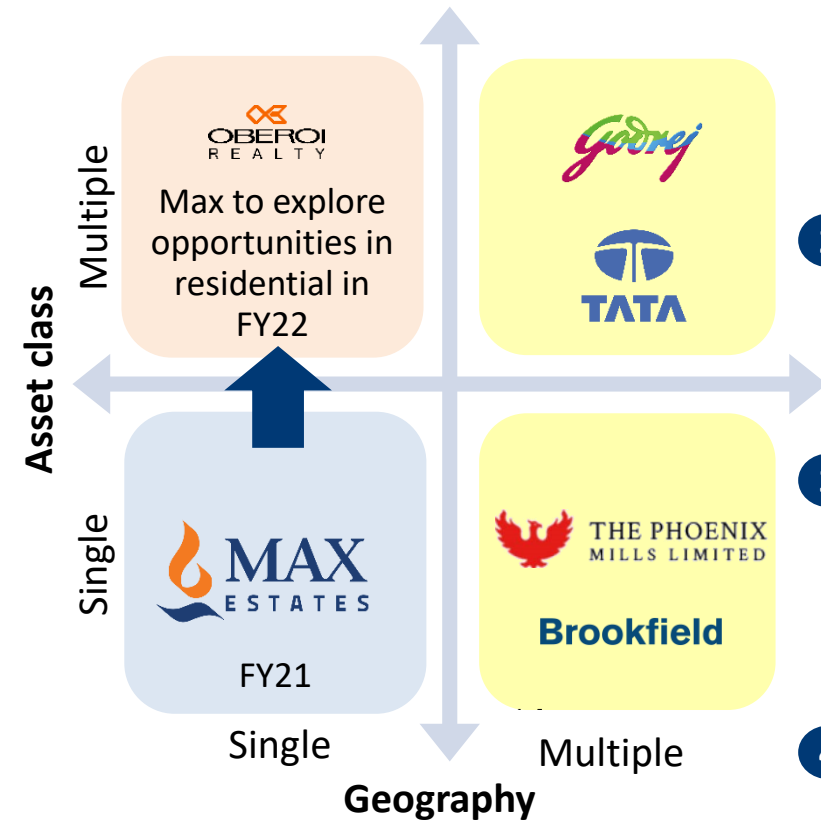 Asset class
Multiple
OBEROI
REALTY
Max to explore
opportunities in
residential in
FY22
Godrej
TATA
Single
MAX
ESTATES
FY21
THE PHOENIX
MILLS LIMITED
Brookfield
Single
Multiple
Geography